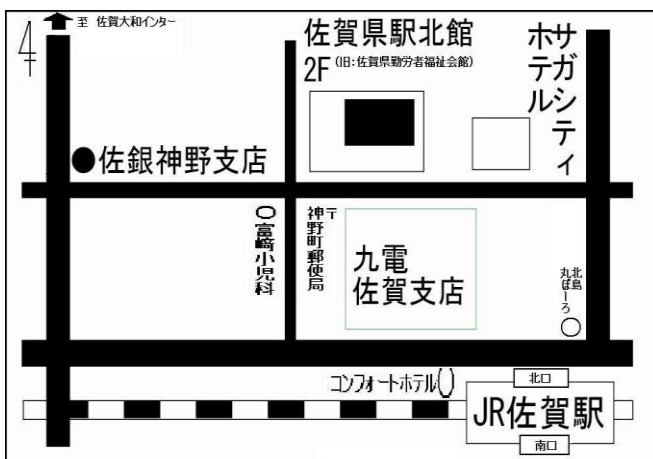 至 佐賀大和インター
佐賀県駅北館
2F(旧:佐賀県勤労者福祉会館)
サガシティ
ホテル
●佐銀神野支店
〒
神野町郵便局
富崎小児科
九電
佐賀支店
北島
丸ぼーろ
コンフォートホテル
北口
JR佐賀駅
南口